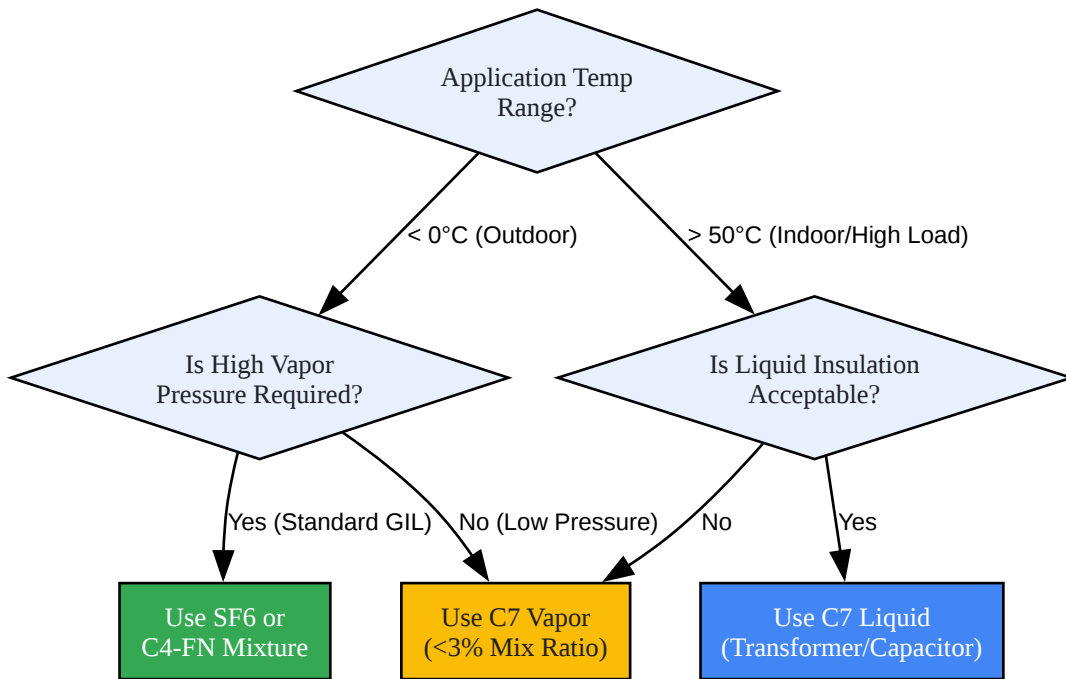 Application Temp
Range?
< 0°C (Outdoor)
> 50°C (Indoor/High Load)
Is High Vapor
Pressure Required?
Is Liquid Insulation
Acceptable?
Yes (Standard GIL)
No (Low Pressure)
No
Yes
Use SF6 or
C4-FN Mixture
Use C7 Vapor
(<3% Mix Ratio)
Use C7 Liquid
(Transformer/Capacitor)